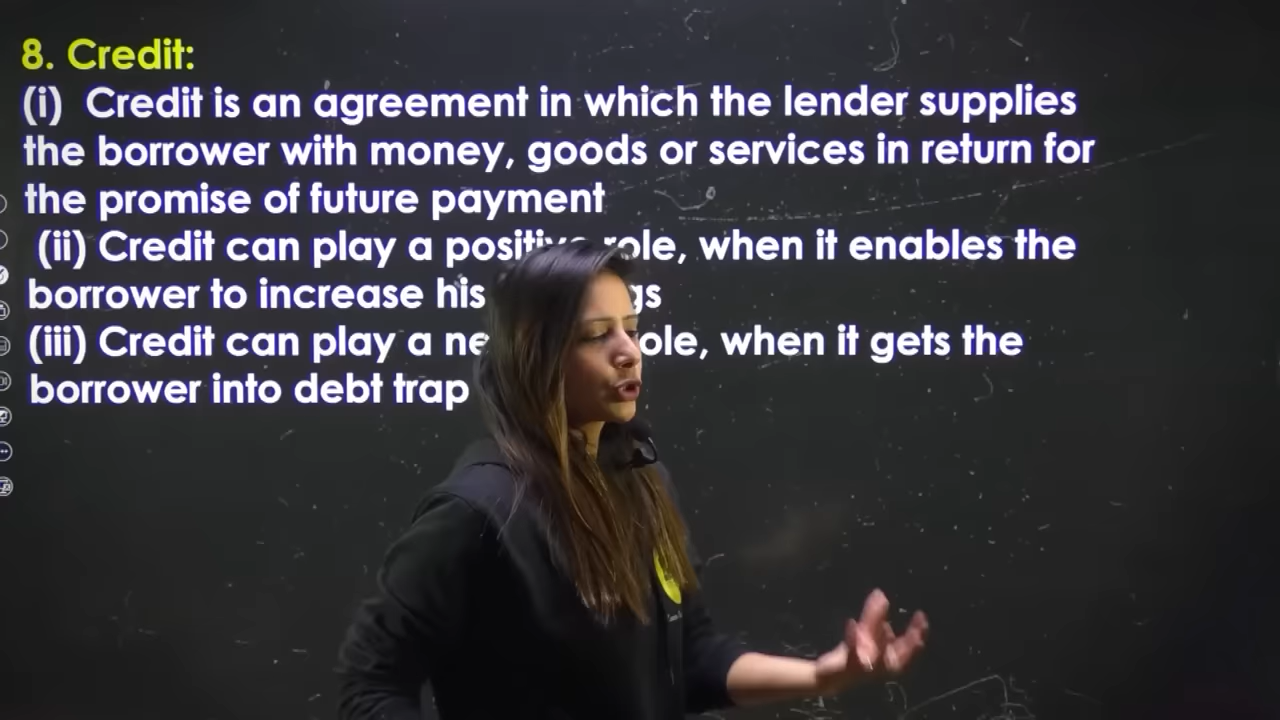 8. Credit:
(i) Credit is an agreement in which the lender supplies
the borrower with money, goods or services in return for
the promise of future payment
(ii) Credit can play a positive role, when it enables the
borrower to increase his
(iii) Credit can play a role, when it gets the
borrower into debt trap